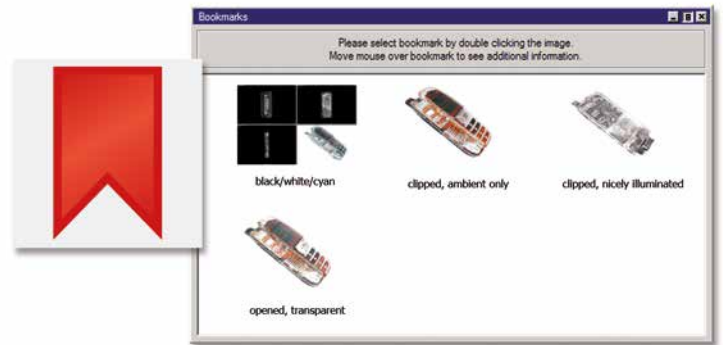 Bookmarks
Please select bookmark by double clicking the image.
Move mouse over bookmark to see additional information.
black/white/cyan
clipped, ambient only
clipped, nicely illuminated
opened, transparent